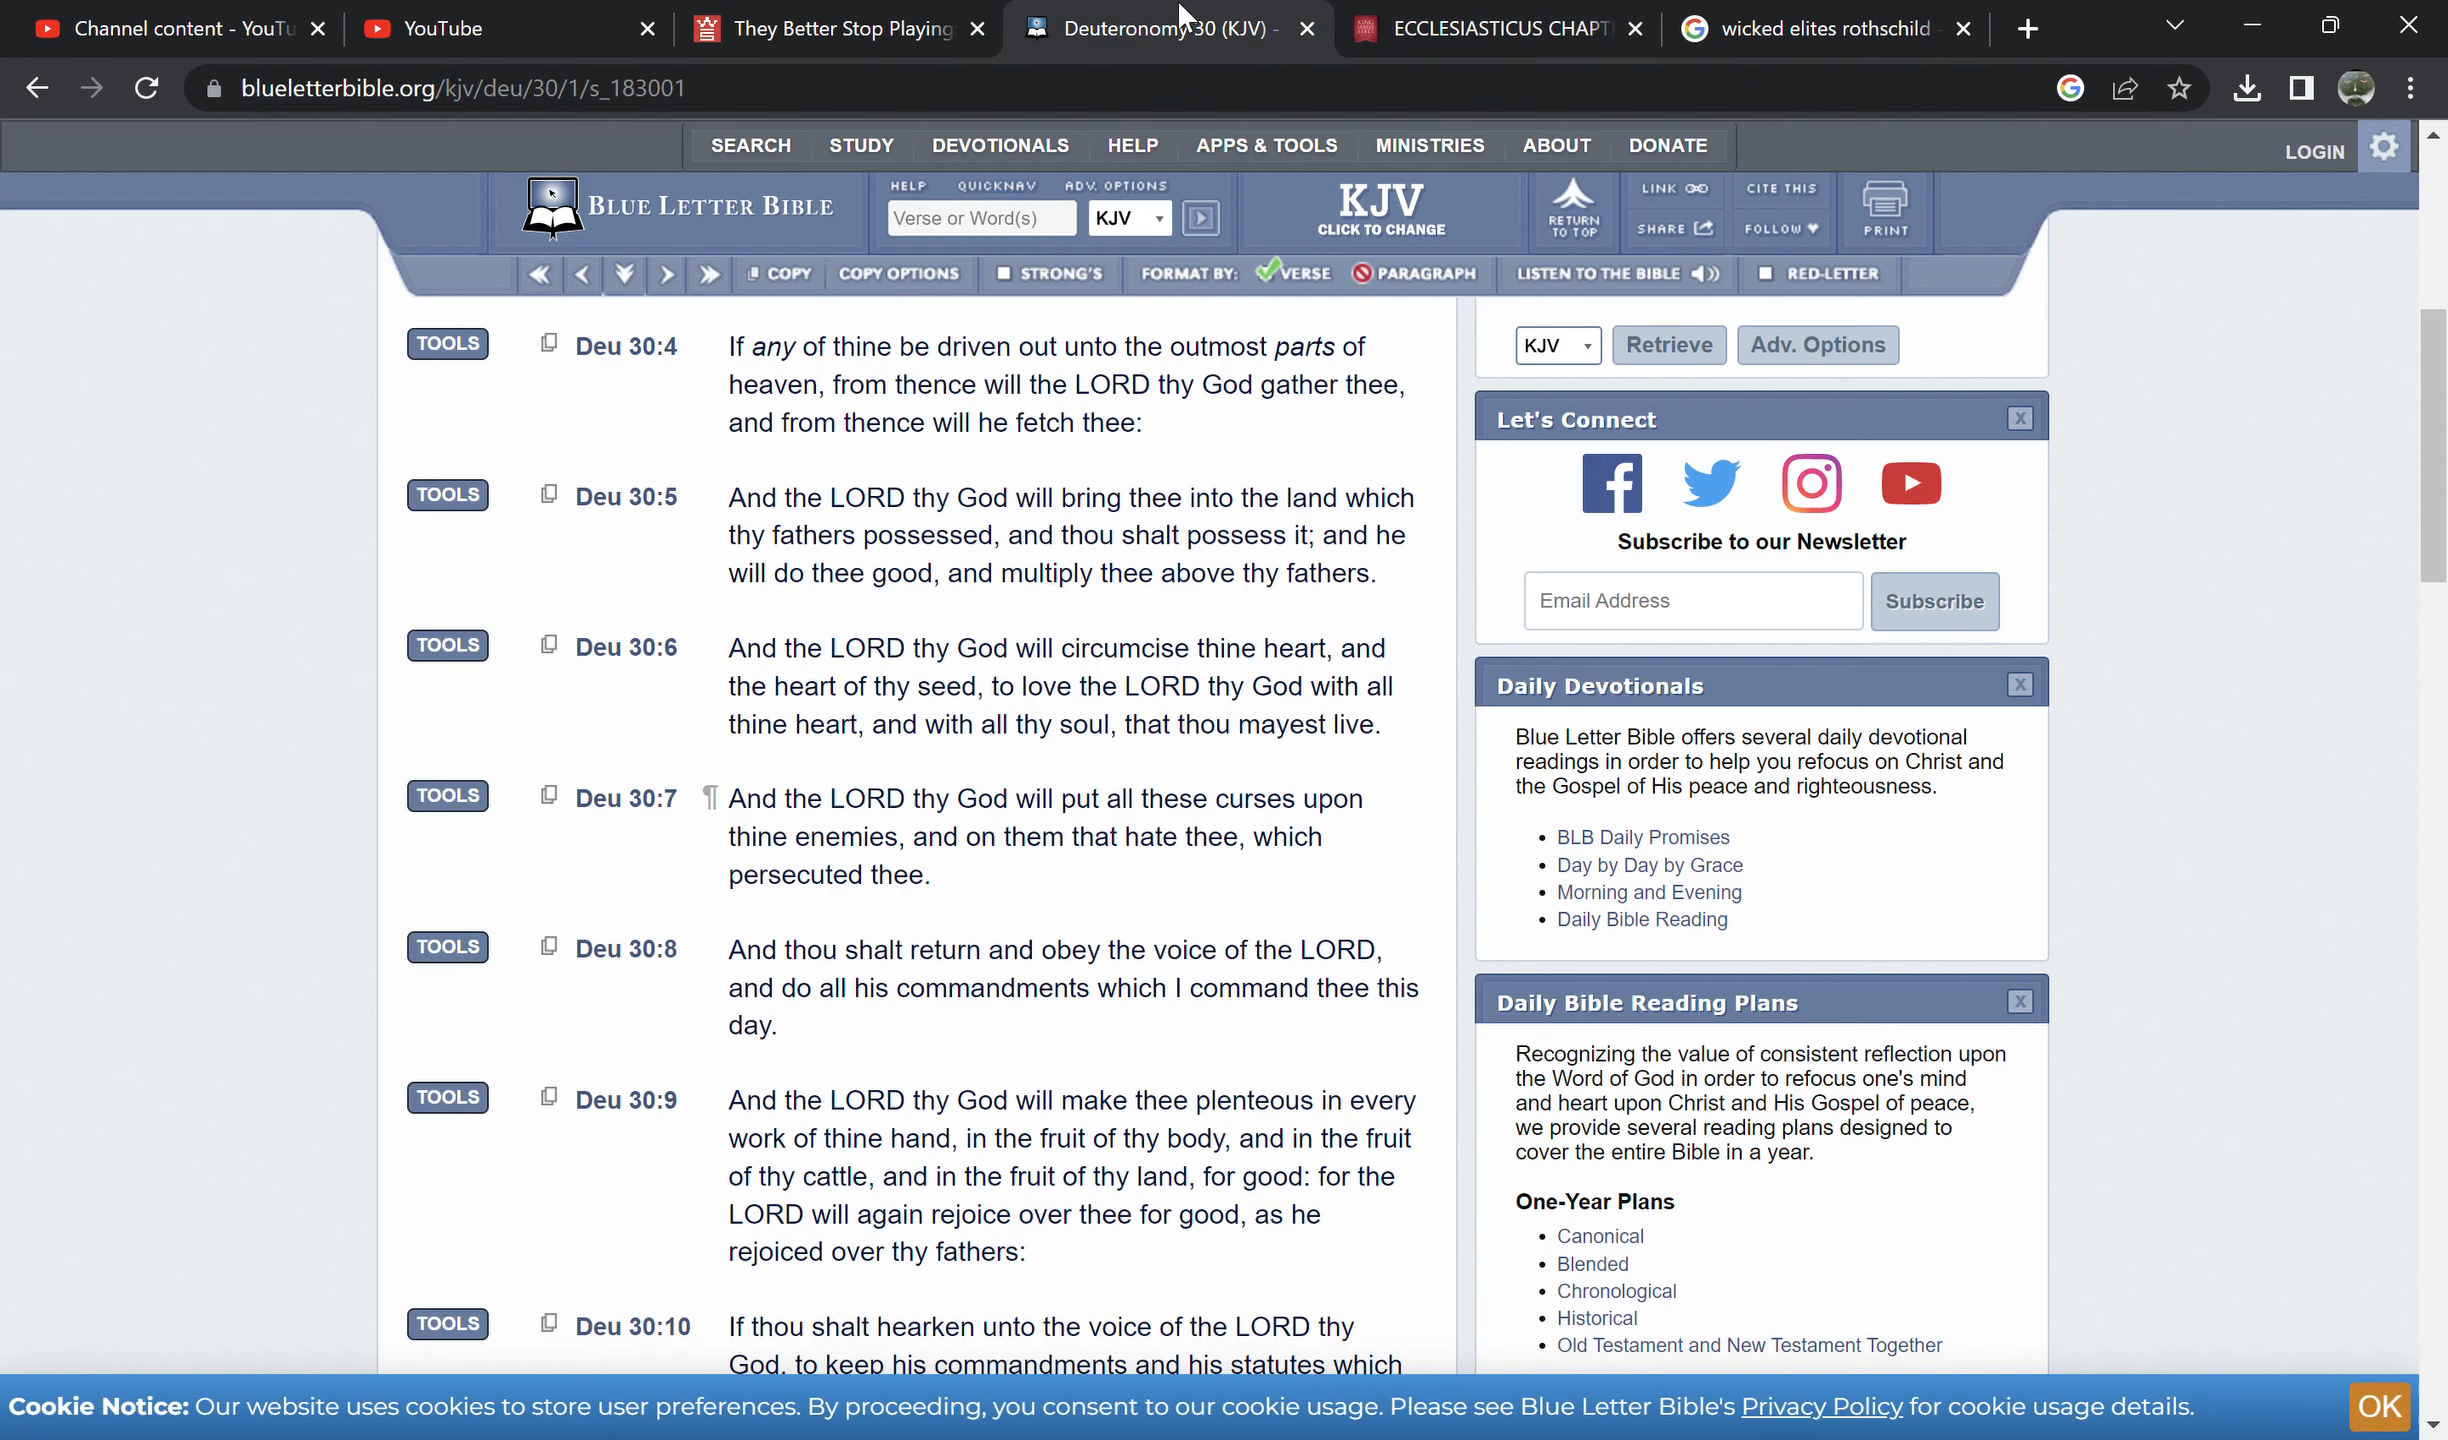 Channel content - YouTu
YouTube
They Better Stop Playing
Deuteronomy 30 (KJV) -
ECCLESIASTICUS CHAPT
wicked elites rothschild -
blueletterbible.org/kjv/deu/30/1/s_183001
SEARCH STUDY DEVOTIONALS HELP APPS & TOOLS MINISTRIES ABOUT DONATE
LOGIN
BLUE LETTER BIBLE
HELP QUICKNAV ADV. OPTIONS
Verse or Word(s) KJV
KJV
CLICK TO CHANGE
RETURN
TO TOP
LINK CITE THIS
SHARE FOLLOW
PRINT
COPY COPY OPTIONS STRONG'S FORMAT BY: VERSE PARAGRAPH LISTEN TO THE BIBLE RED-LETTER
TOOLS Deu 30:4 If any of thine be driven out unto the outmost parts of
heaven, from thence will the LORD thy God gather thee,
and from thence will he fetch thee:
TOOLS Deu 30:5 And the LORD thy God will bring thee into the land which
thy fathers possessed, and thou shalt possess it; and he
will do thee good, and multiply thee above thy fathers.
TOOLS Deu 30:6 And the LORD thy God will circumcise thine heart, and
the heart of thy seed, to love the LORD thy God with all
thine heart, and with all thy soul, that thou mayest live.
TOOLS Deu 30:7 ¶ And the LORD thy God will put all these curses upon
thine enemies, and on them that hate thee, which
persecuted thee.
TOOLS Deu 30:8 And thou shalt return and obey the voice of the LORD,
and do all his commandments which I command thee this
day.
TOOLS Deu 30:9 And the LORD thy God will make thee plenteous in every
work of thine hand, in the fruit of thy body, and in the fruit
of thy cattle, and in the fruit of thy land, for good: for the
LORD will again rejoice over thee for good, as he
rejoiced over thy fathers:
TOOLS Deu 30:10 If thou shalt hearken unto the voice of the LORD thy
God, to keep his commandments and his statutes which
KJV Retrieve Adv. Options
Let's Connect X
Subscribe to our Newsletter
Email Address Subscribe
Daily Devotionals X
Blue Letter Bible offers several daily devotional
readings in order to help you refocus on Christ and
the Gospel of His peace and righteousness.
• BLB Daily Promises
• Day by Day by Grace
• Morning and Evening
• Daily Bible Reading
Daily Bible Reading Plans X
Recognizing the value of consistent reflection upon
the Word of God in order to refocus one's mind
and heart upon Christ and His Gospel of peace,
we provide several reading plans designed to
cover the entire Bible in a year.
One-Year Plans
• Canonical
• Blended
• Chronological
• Historical
• Old Testament and New Testament Together
Cookie Notice: Our website uses cookies to store user preferences. By proceeding, you consent to our cookie usage. Please see Blue Letter Bible's Privacy Policy for cookie usage details.
OK